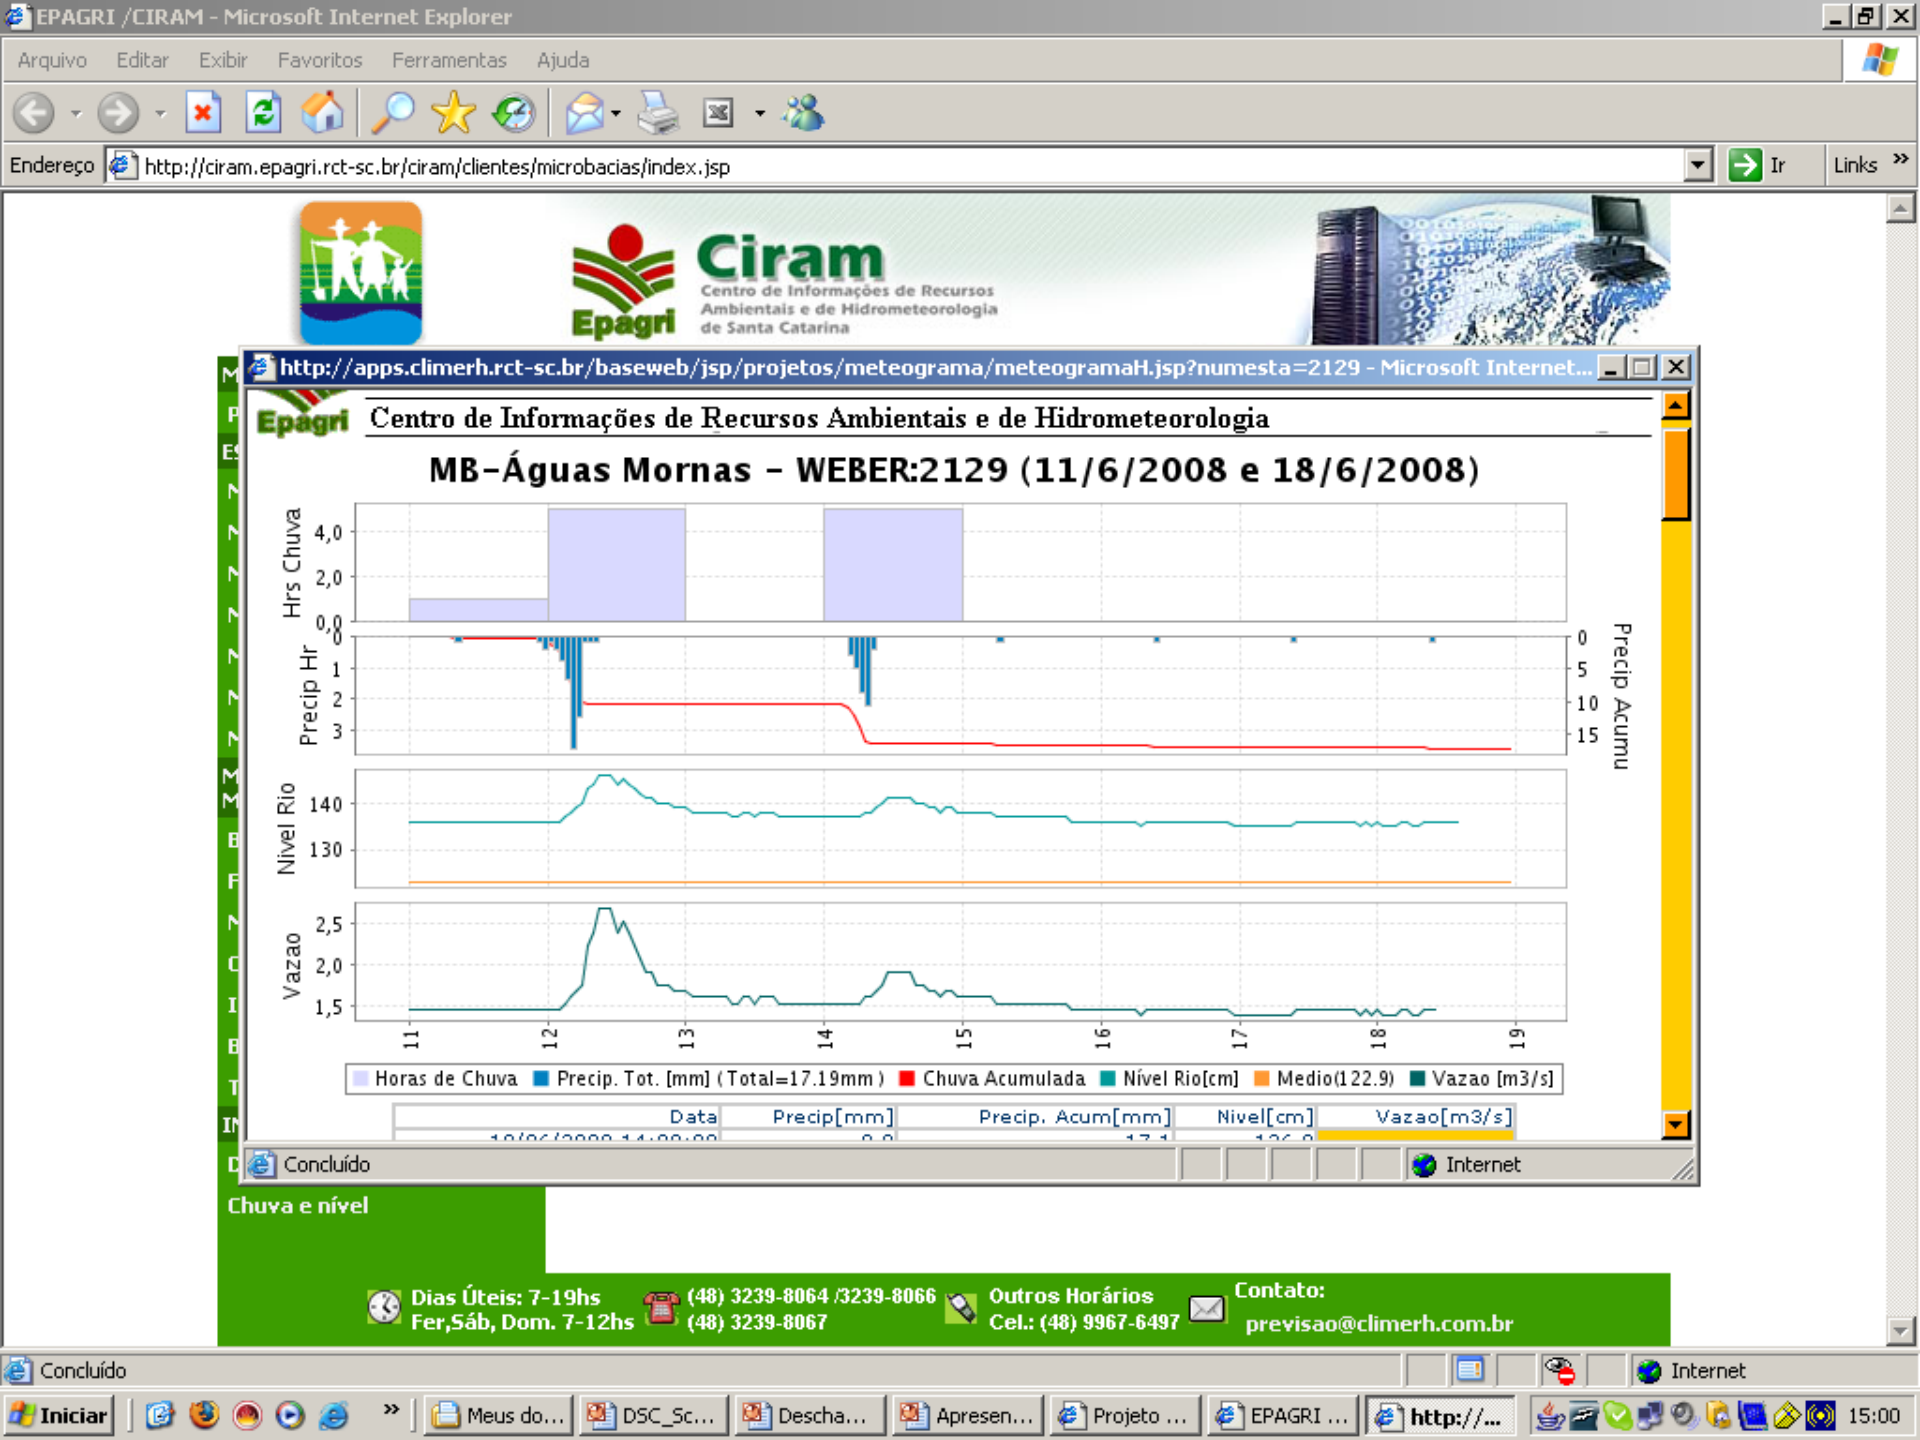 EPAGRI /CIRAM - Microsoft Internet Explorer
Arquivo Editar Exibir Favoritos Ferramentas Ajuda
Endereço http://ciram.epagri.rct-sc.br/ciram/clientes/microbacias/index.jsp Ir Links »
Epagri
Ciram
Centro de Informações de Recursos
Ambientais e de Hidrometeorologia
de Santa Catarina
http://apps.climerh.rct-sc.br/baseweb/jsp/projetos/meteograma/meteogramaH.jsp?numesta=2129 - Microsoft Internet...
Epagri Centro de Informações de Recursos Ambientais e de Hidrometeorologia
MB-Águas Mornas - WEBER:2129 (11/6/2008 e 18/6/2008)
Hrs Chuva
4,0
2,0
0,0
Precip Hr
0
1
2
3
0
5
10
15
Precip Acumu
Nivel Rio
140
130
Vazao
2,5
2,0
1,5
11 12 13 14 15 16 17 18 19
Horas de Chuva Precip. Tot. [mm] (Total=17.19mm) Chuva Acumulada Nível Rio[cm] Medio(122.9) Vazao [m3/s]
Data Precip[mm] Precip. Acum[mm] Nivel[cm] Vazao[m3/s]
Concluído Internet
Chuva e nível
Dias Úteis: 7-19hs
Fer,Sáb, Dom. 7-12hs
(48) 3239-8064 /3239-8066
(48) 3239-8067
Outros Horários
Cel.: (48) 9967-6497
Contato:
previsao@climerh.com.br
Concluído Internet
Iniciar » Meus do... DSC_Sc... Descha... Apresen... Projeto ... EPAGRI ... http://... 15:00